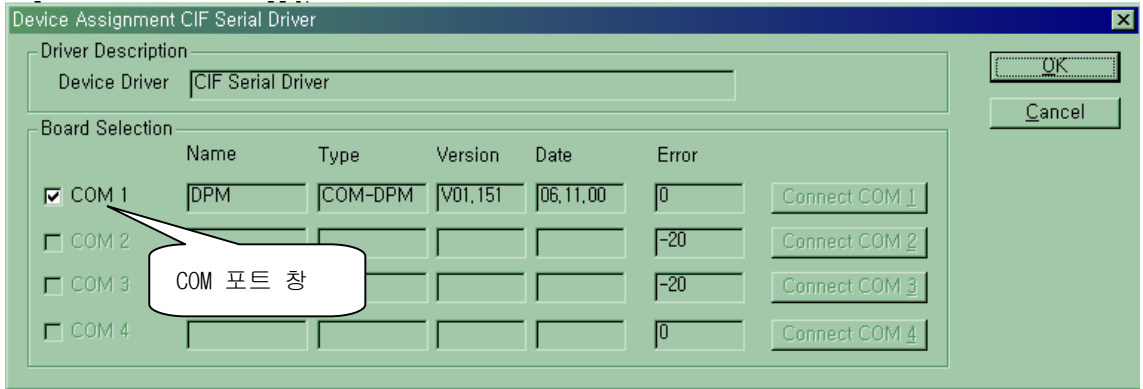 Device Assignment CIF Serial Driver
Driver Description
Device Driver CIF Serial Driver
OK
Cancel
Board Selection
Name Type Version Date Error
COM 1 DPM COM-DPM V01,151 06,11,00 0 Connect COM 1
COM 2 -20 Connect COM 2
COM 포트 창
COM 3 -20 Connect COM 3
COM 4 0 Connect COM 4